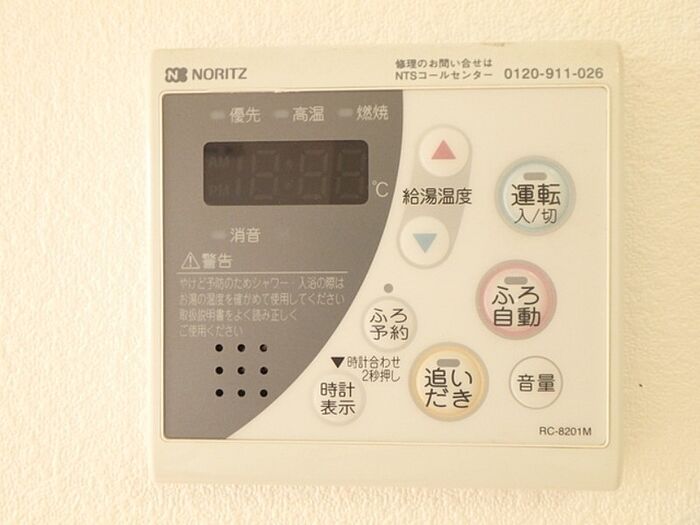 NORITZ
修理のお問い合せは
NTSコールセンター 0120-911-026
優先 高温 燃焼
AM
PM
℃
給湯温度
運転
入/切
消音
⚠警告
やけど予防のためシャワー・入浴の際は
お湯の温度を確かめて使用してください
取扱説明書をよく読み正しく
ご使用ください
ふろ
自動
ふろ
予約
▼時計合わせ
2秒押し
時計
表示
追い
だき
音量
RC-8201M